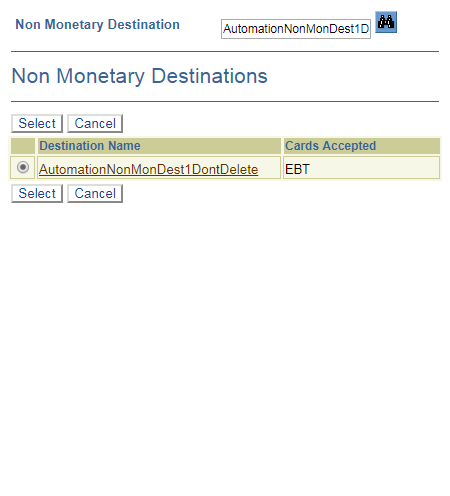 Non Monetary Destination AutomationNonMonDest1D
Non Monetary Destinations
Select Cancel
Destination Name Cards Accepted
AutomationNonMonDest1DontDelete EBT
Select Cancel